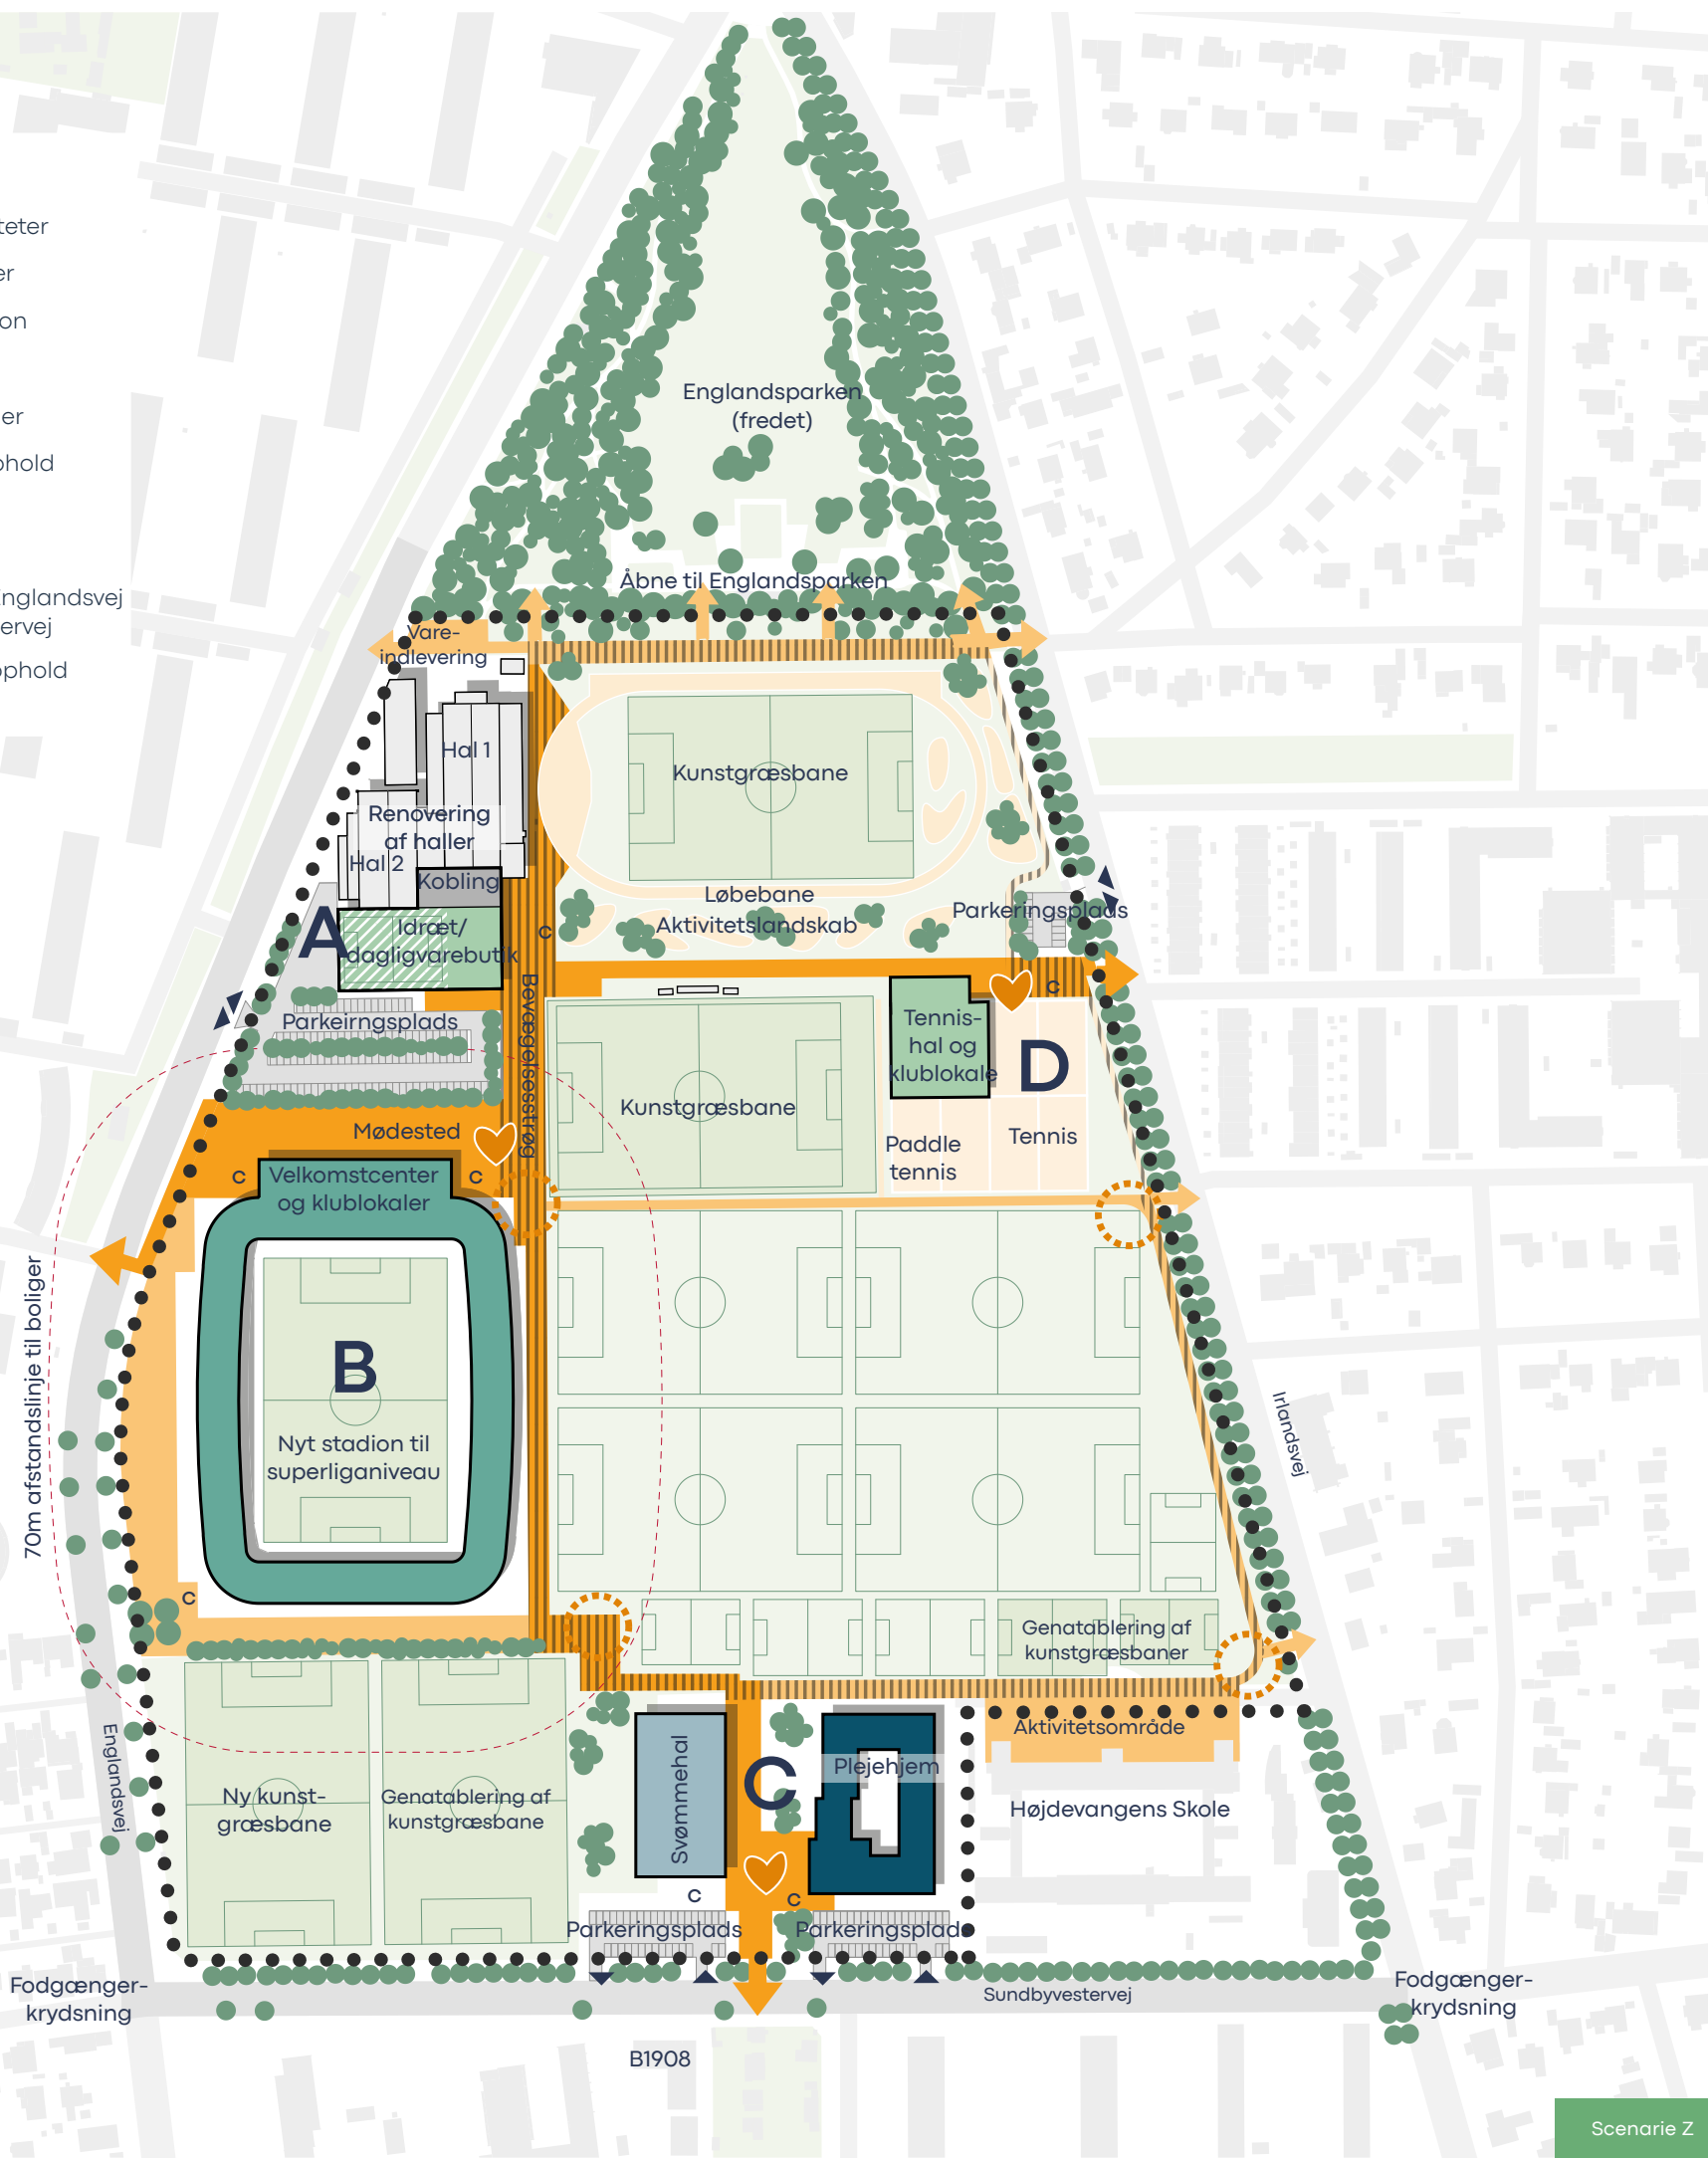 teter
er
on
er
phold
Englandsvej
ervej
ophold
Englandsparken
(fredet)
Åbne til Englandsparken
Vare-
indlevering
Hal 1
Kunstgræsbane
Renovering
af haller
Hal 2
Kobling
Løbebane
Parkeringsplads
Aktivitetslandskab
A
Idræt/
dagligvarebutik
C
C
Bevægelsesstrøg
Parkeirngsplads
Tennis-
hal og
klublokale
D
Kunstgræsbane
Mødested
Paddle
tennis
Tennis
C
Velkomstcenter
og klublokaler
C
70m afstandslinje til boliger
B
Nyt stadion til
superliganiveau
Irlandsvej
C
Genatablering af
kunstgræsbaner
Englandsvej
Aktivitetsområde
Svømmehal
C
Plejehjem
Ny kunst-
græsbane
Genatablering af
kunstgræsbane
Højdevangens Skole
C
C
Parkeringsplads
Parkeringsplads
Fodgænger-
krydsning
Sundbyvestervej
Fodgænger-
krydsning
B1908
Scenarie Z